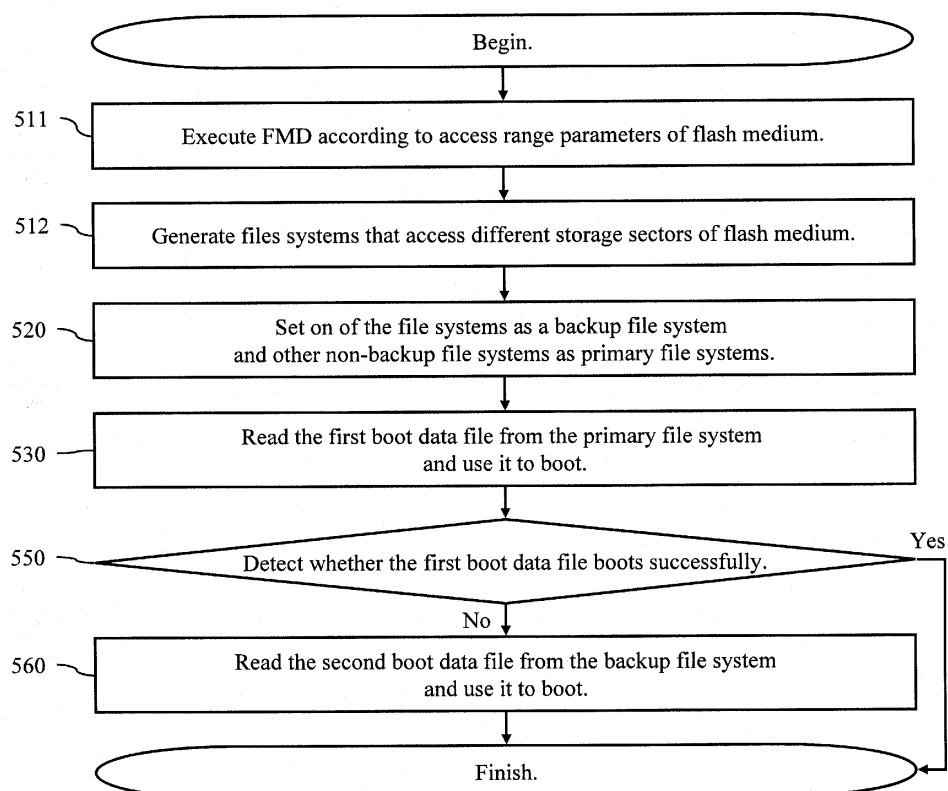 Begin.
511
Execute FMD according to access range parameters of flash medium.
512
Generate files systems that access different storage sectors of flash medium.
520
Set on of the file systems as a backup file system
and other non-backup file systems as primary file systems.
530
Read the first boot data file from the primary file system
and use it to boot.
550
Detect whether the first boot data file boots successfully.
Yes
No
560
Read the second boot data file from the backup file system
and use it to boot.
Finish.